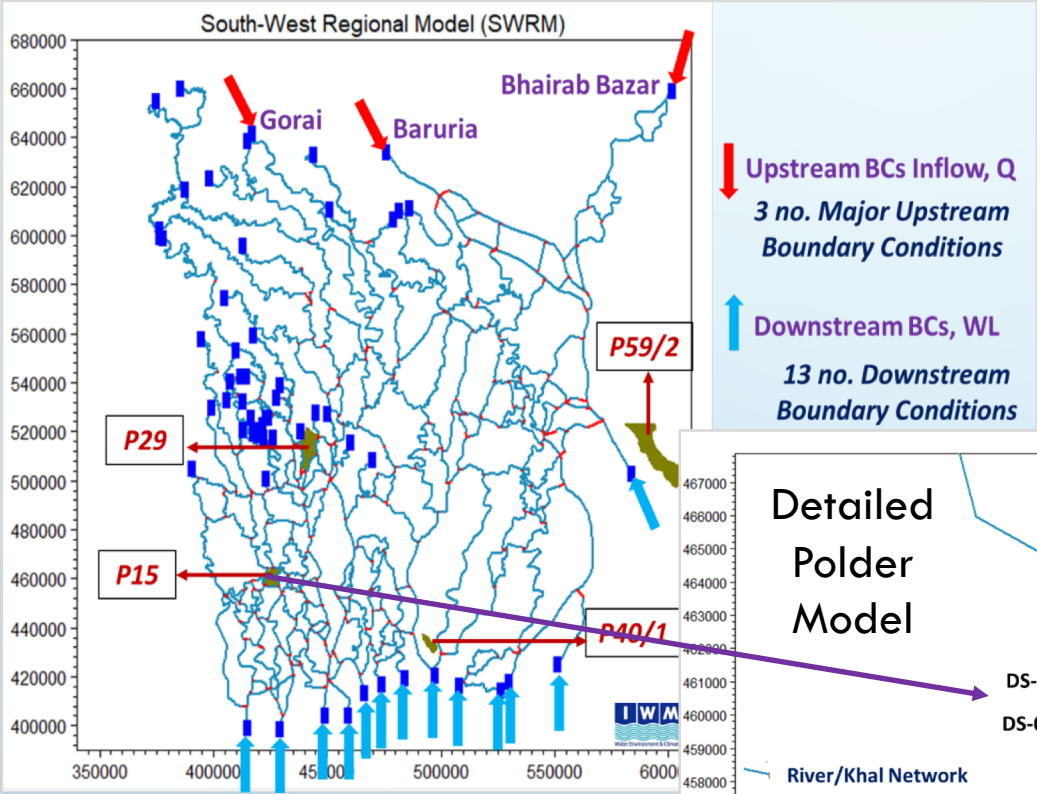 South-West Regional Model (SWRM)
680000
660000
640000
620000
600000
580000
560000
540000
520000
500000
480000
460000
440000
420000
400000
350000
400000
500000
550000
Bhairab Bazar
Gorai
Baruria
P59/2
P29
P15
P40/1
IWM
Upstream BCs Inflow, Q
3 no. Major Upstream
Boundary Conditions
Downstream BCs, WL
13 no. Downstream
Boundary Conditions
Detailed
Polder
Model
467000
466000
465000
464000
463000
462000
461000
460000
459000
458000
DS-
DS-
River/Khal Network